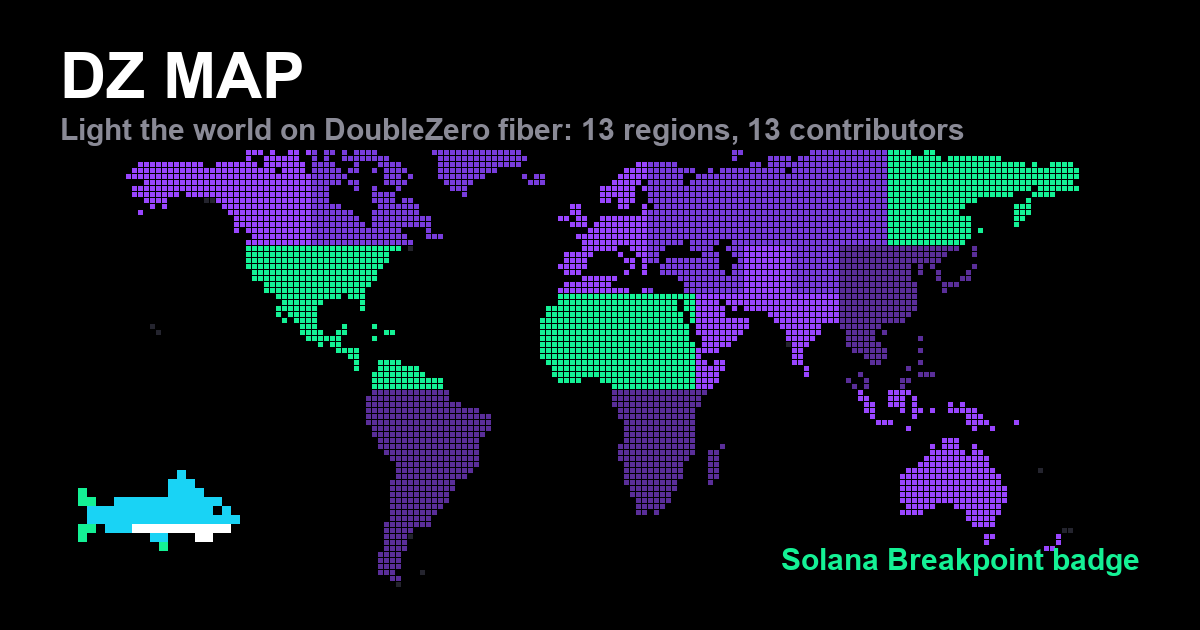 DZ MAP
Light the world on DoubleZero fiber: 13 regions, 13 contributors
Solana Breakpoint badge